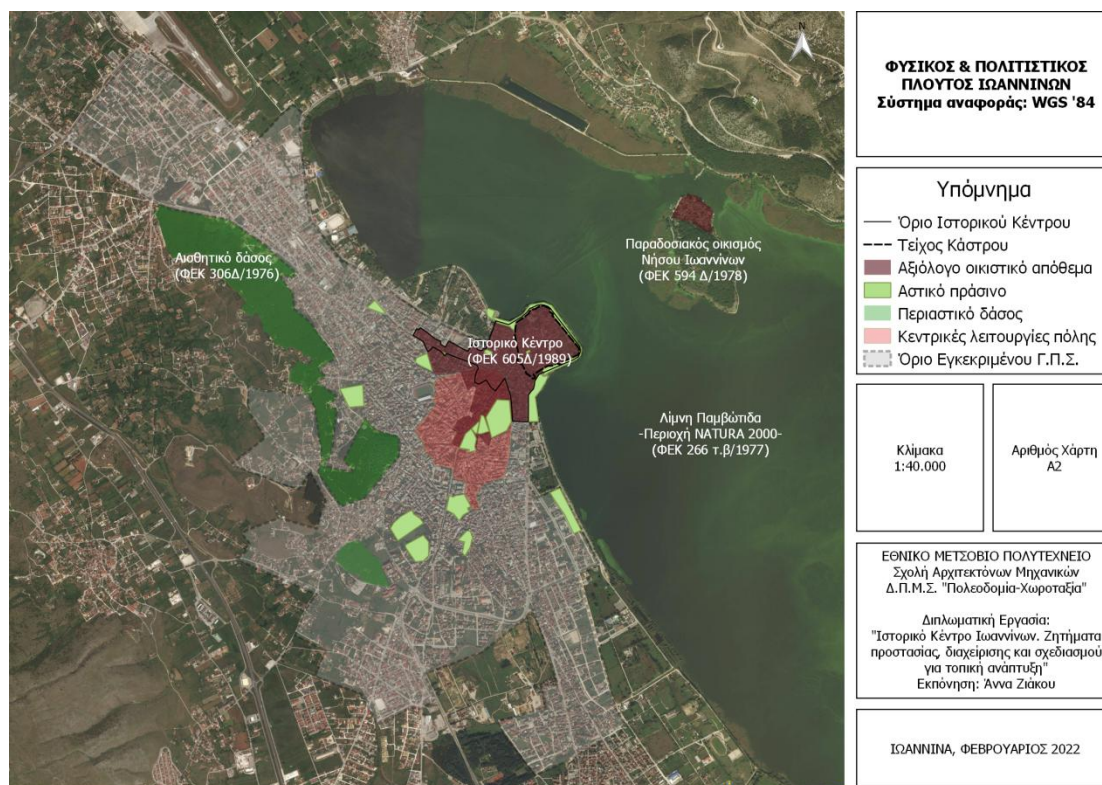 N
Αισθητικό δάσος
(ΦΕΚ 306Δ/1976)
Παραδοσιακός οικισμός
Νήσου Ιωαννίνων
(ΦΕΚ 594 Δ/1978)
Ιστορικό Κέντρο
(ΦΕΚ 605Δ/1989)
Λίμνη Παμβώτιδα
-Περιοχή NATURA 2000-
(ΦΕΚ 266 τ.β/1977)
ΦΥΣΙΚΟΣ & ΠΟΛΙΤΙΣΤΙΚΟΣ
ΠΛΟΥΤΟΣ ΙΩΑΝΝΙΝΩΝ
Σύστημα αναφοράς: WGS '84
Υπόμνημα
Όριο Ιστορικού Κέντρου
Τείχος Κάστρου
Αξιόλογο οικιστικό απόθεμα
Αστικό πράσινο
Περιαστικό δάσος
Κεντρικές λειτουργίες πόλης
Όριο Εγκεκριμένου Γ.Π.Σ.
Κλίμακα
1:40.000
Αριθμός Χάρτη
Α2
ΕΘΝΙΚΟ ΜΕΤΣΟΒΙΟ ΠΟΛΥΤΕΧΝΕΙΟ
Σχολή Αρχιτεκτόνων Μηχανικών
Δ.Π.Μ.Σ. "Πολεοδομία-Χωροταξία"
Διπλωματική Εργασία:
"Ιστορικό Κέντρο Ιωαννίνων. Ζητήματα
προστασίας, διαχείρισης και σχεδιασμού
για τοπική ανάπτυξη"
Εκπόνηση: Άννα Ζιάκου
ΙΩΑΝΝΙΝΑ, ΦΕΒΡΟΥΑΡΙΟΣ 2022